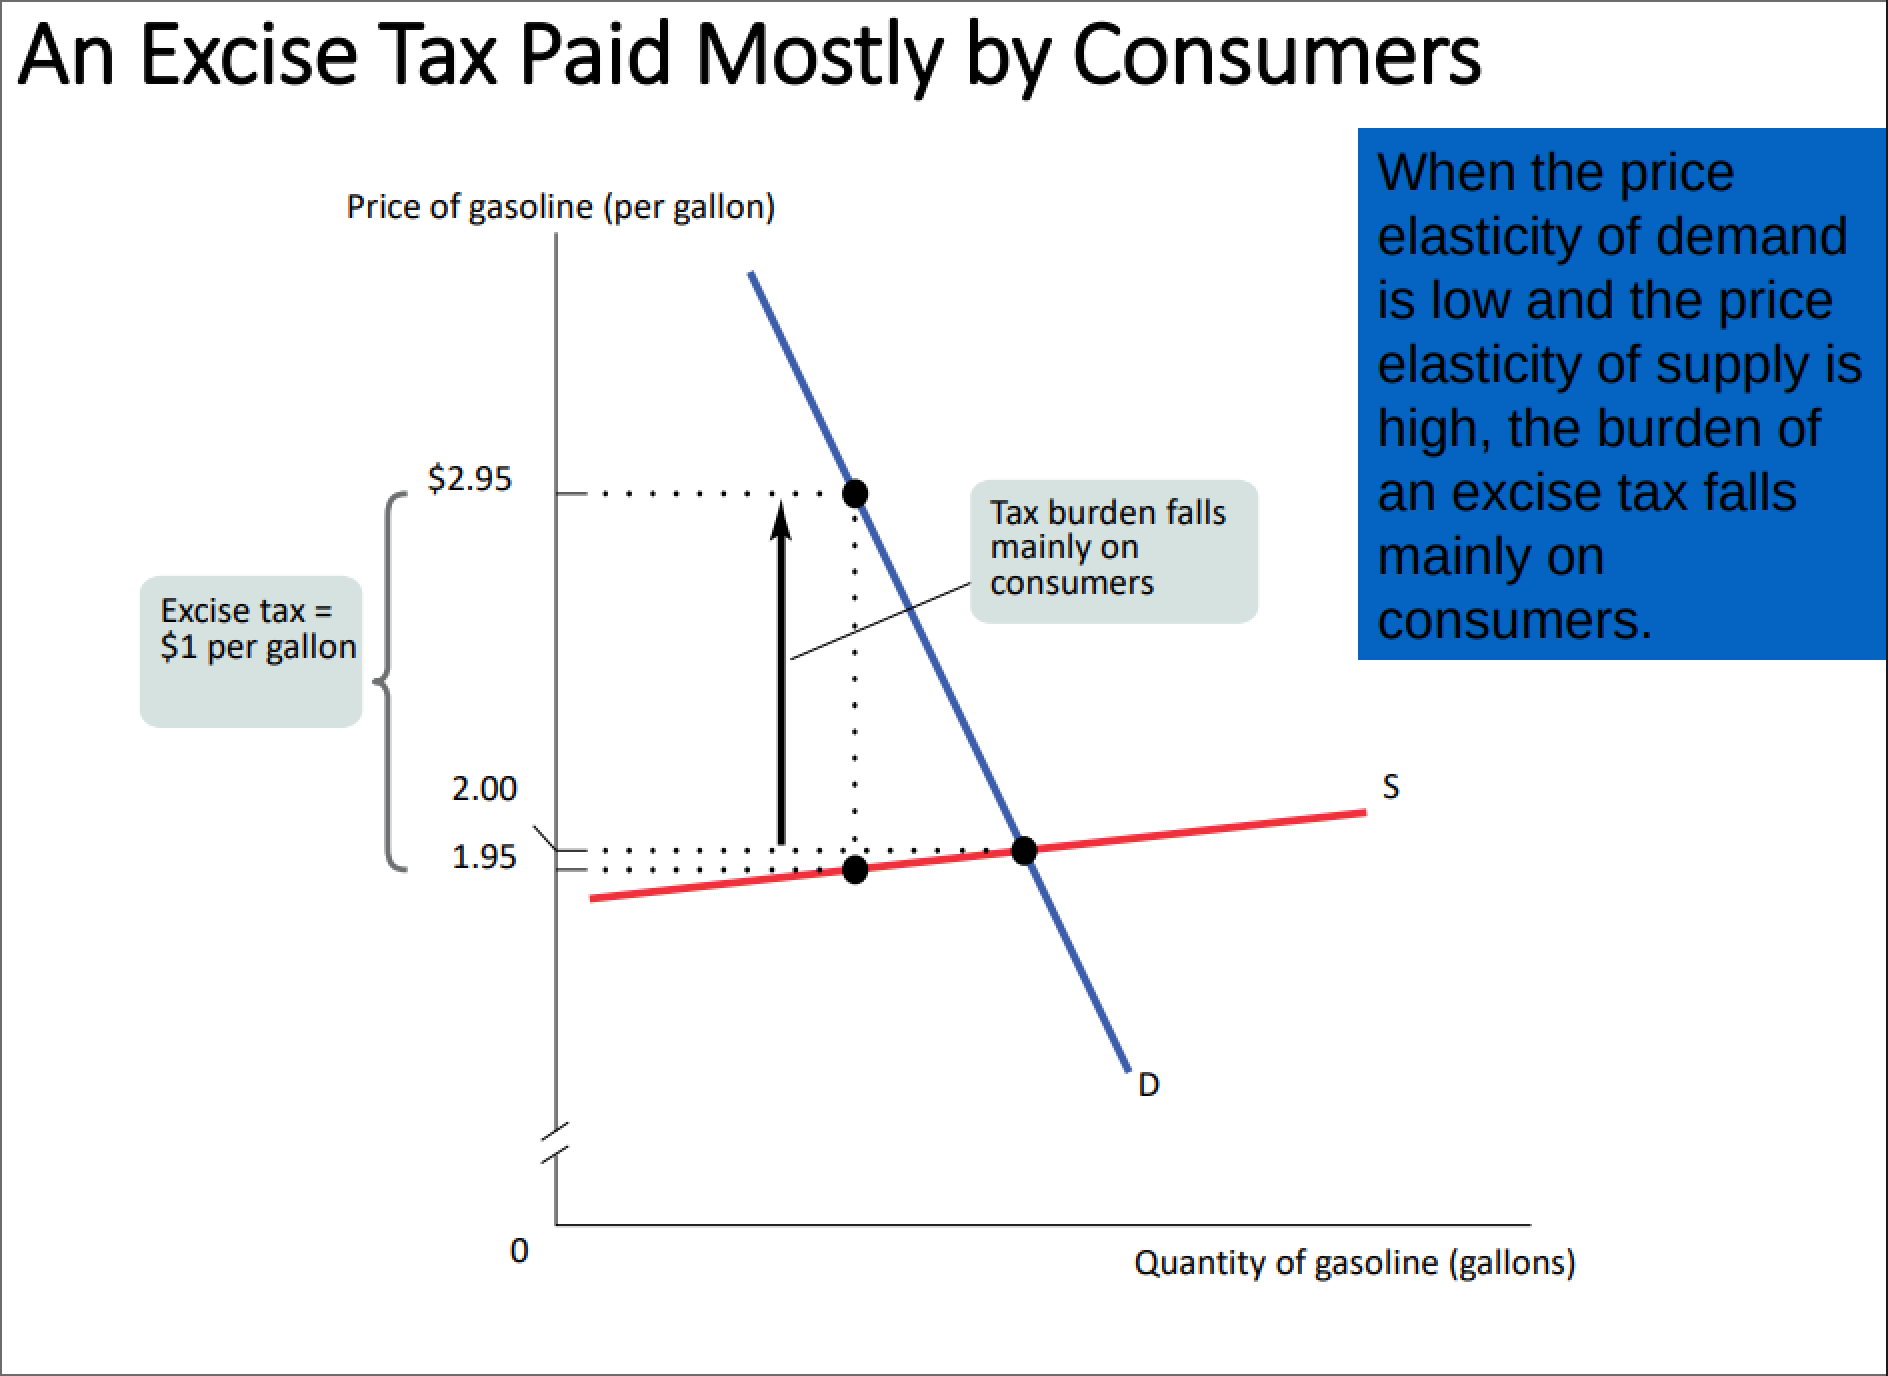 An Excise Tax Paid Mostly by Consumers
When the price
elasticity of demand
is low and the price
elasticity of supply is
high, the burden of
an excise tax falls
mainly on
consumers.
Price of gasoline (per gallon)
$2.95
Tax burden falls
mainly on
consumers
Excise tax =
$1 per gallon
2.00
1.95
S
D
0
Quantity of gasoline (gallons)